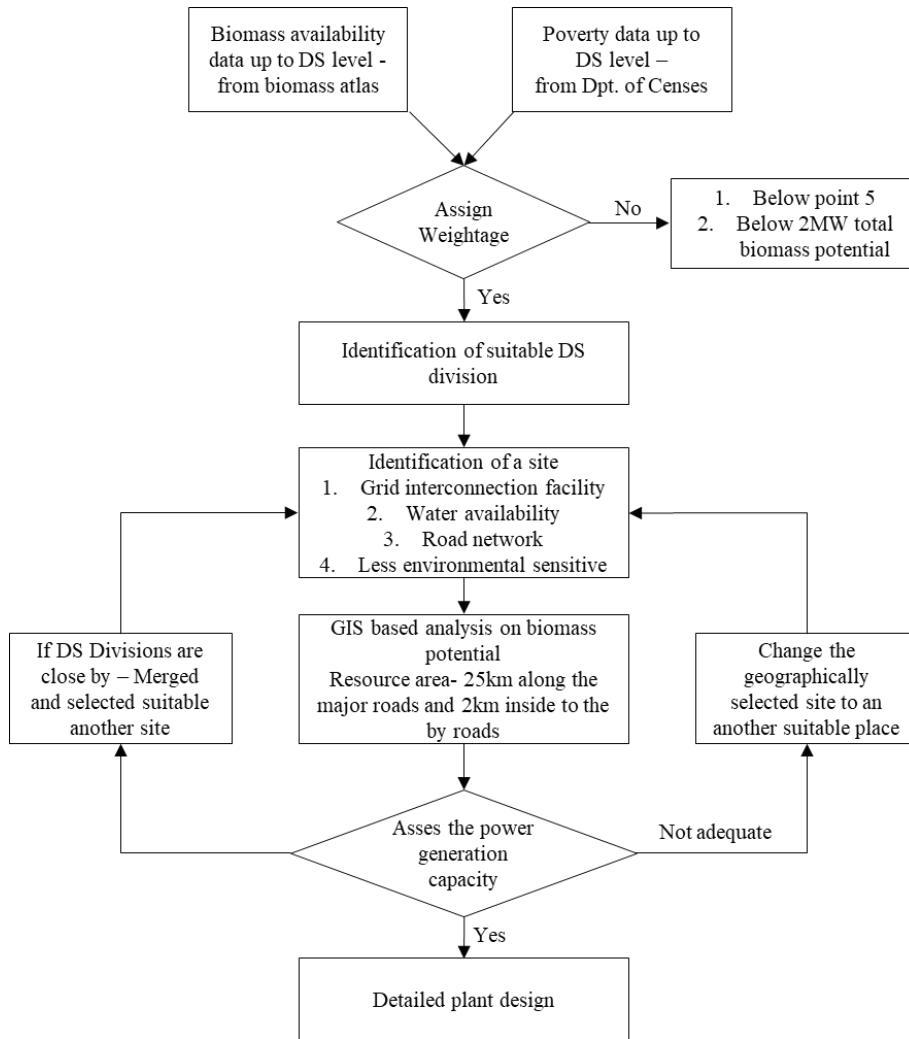 Biomass availability
data up to DS level -
from biomass atlas
Poverty data up to
DS level –
from Dpt. of Censes
Assign
Weightage
No
1. Below point 5
2. Below 2MW total
biomass potential
Yes
Identification of suitable DS
division
Identification of a site
1. Grid interconnection facility
2. Water availability
3. Road network
4. Less environmental sensitive
If DS Divisions are
close by – Merged
and selected suitable
another site
GIS based analysis on biomass
potential
Resource area- 25km along the
major roads and 2km inside to the
by roads
Change the
geographically
selected site to an
another suitable place
Asses the power
generation
capacity
Not adequate
Yes
Detailed plant design